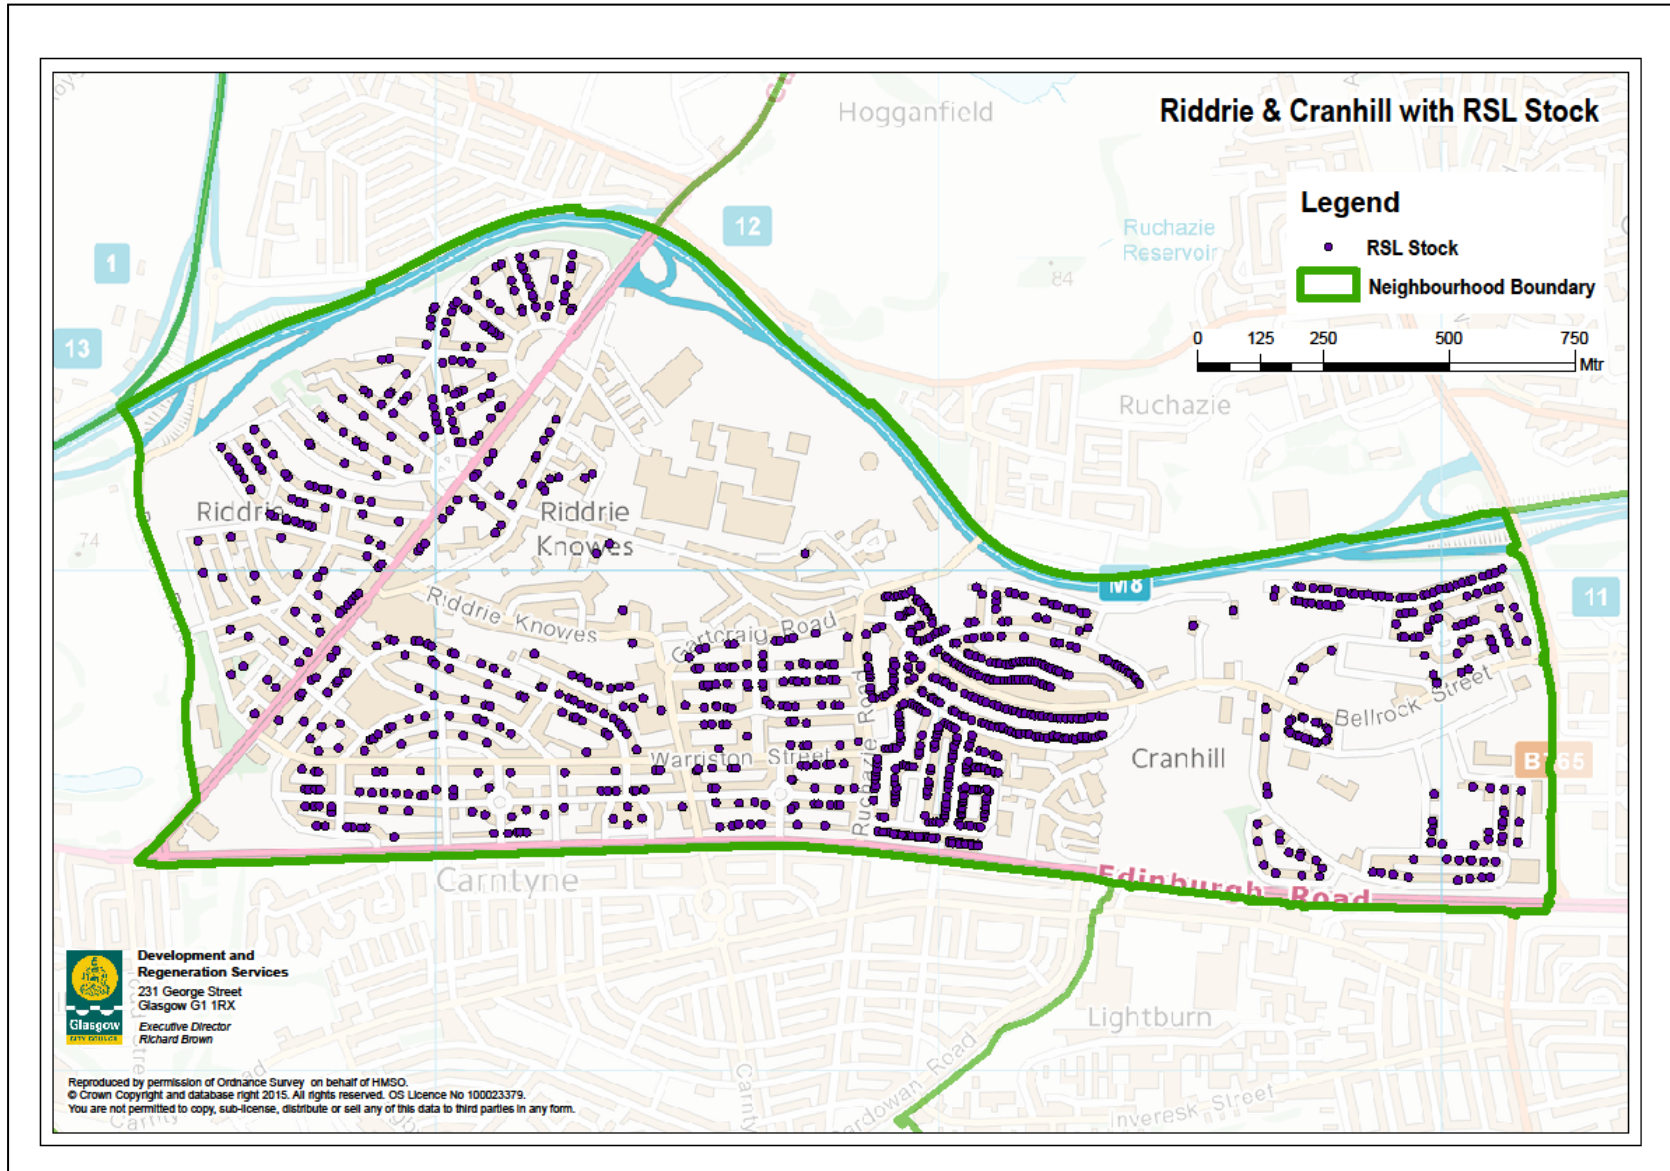 Riddrie & Cranhill with RSL Stock
Hogganfield
Legend
RSL Stock
Neighbourhood Boundary
12
Ruchazie
Reservoir
84
1
13
0 125 250 500 750
Mtr
Ruchazie
Riddrie
Riddrie
Knowes
74
M8
11
Riddrie Knowes
Gartcraig Road
Ruchazie Road
Bellrock Street
Warriston Street
Cranhill
Edinburgh Road
Carntyne
Lightburn
Inveresk Street
Development and
Regeneration Services
231 George Street
Glasgow G1 1RX
Executive Director
Richard Brown
Glasgow
CITY COUNCIL
Reproduced by permission of Ordnance Survey on behalf of HMSO.
© Crown Copyright and database right 2015. All rights reserved. OS Licence No 100023379.
You are not permitted to copy, sub-license, distribute or sell any of this data to third parties in any form.